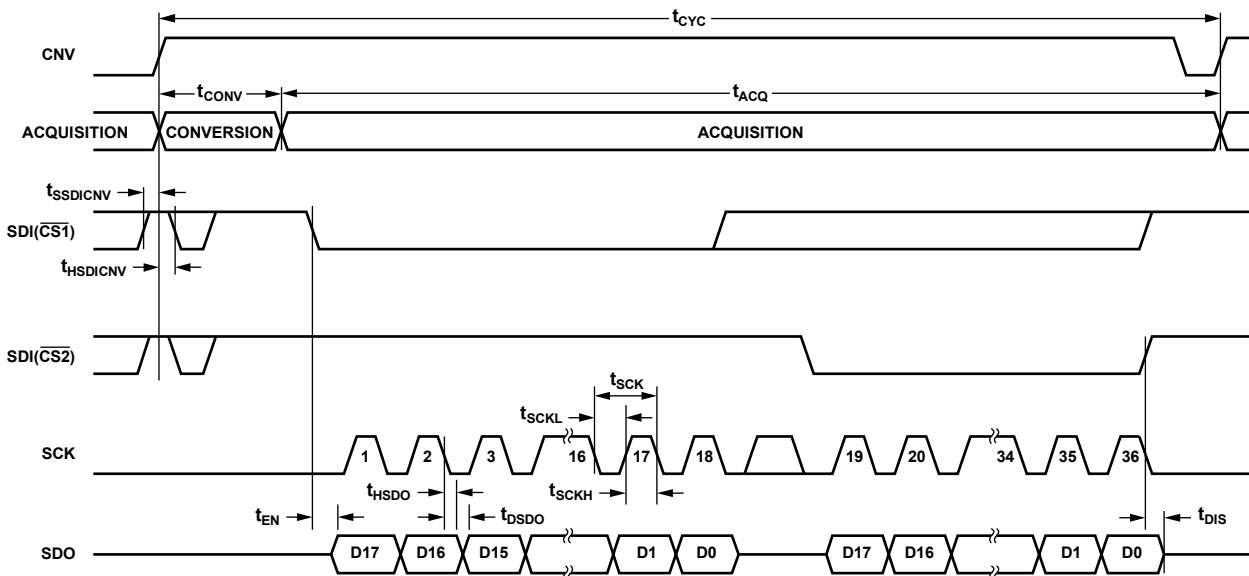 tCYC
CNV
tCONV
tACQ
ACQUISITION
CONVERSION
ACQUISITION
tSSDICNV
SDI(CS1)
tHSDICNV
SDI(CS2)
tSCK
tSCKL
SCK
1 2 3 16 17 18 19 20 34 35 36
tHSDO
tSCKH
tEN
tDSDO
tDIS
SDO
D17 D16 D15 D1 D0 D17 D16 D1 D0